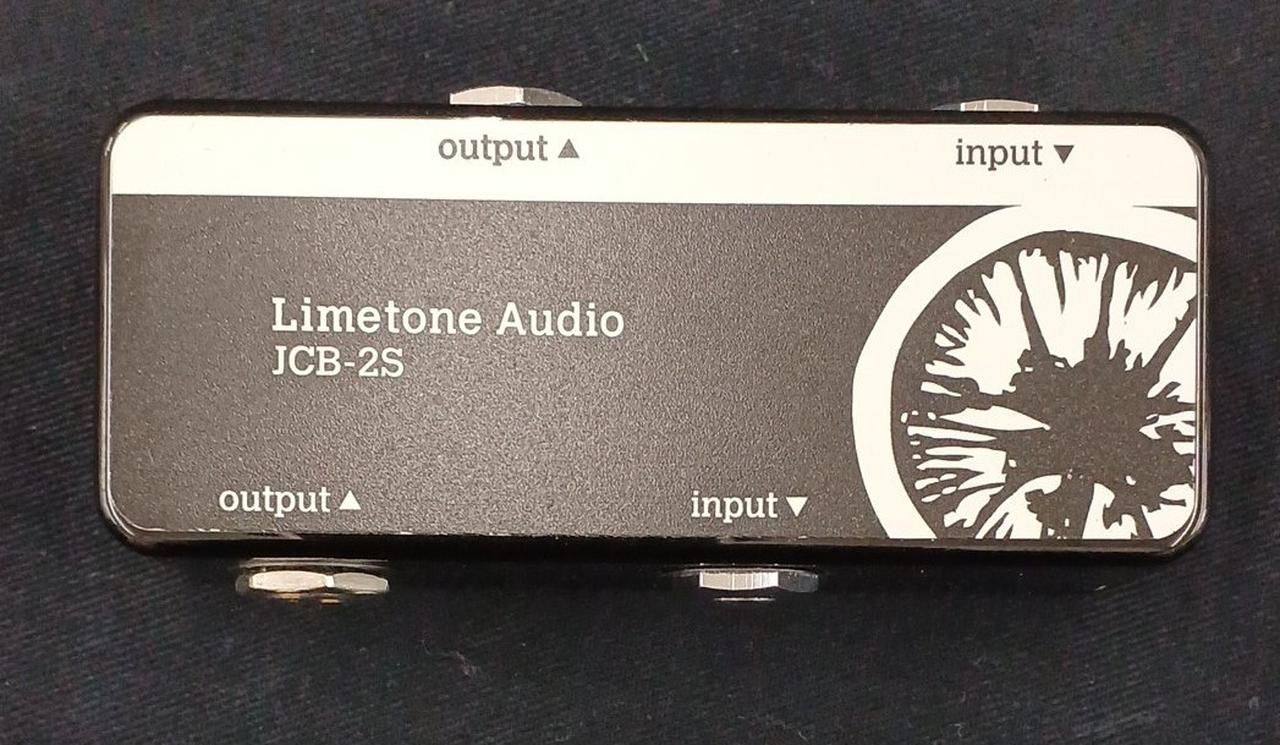 output ▲
input ▼
Limetone Audio
JCB-2S
output ▲
input ▼